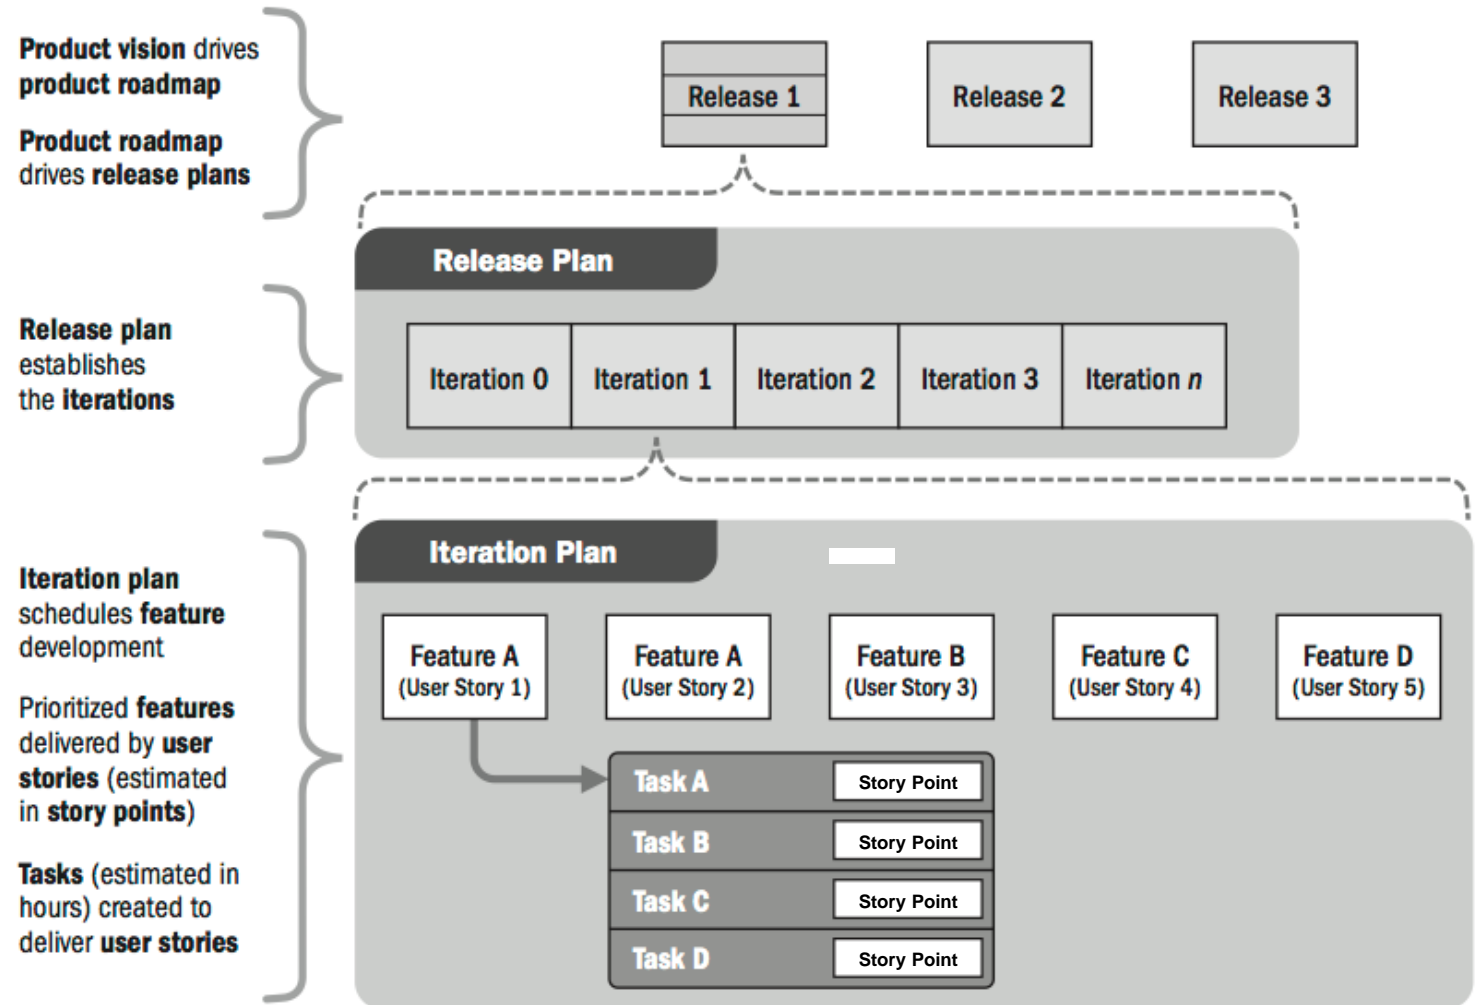 Product vision drives
product roadmap
Product roadmap
drives release plans
Release 1
Release 2
Release 3
Release Plan
Release plan
establishes
the iterations
Iteration 0
Iteration 1
Iteration 2
Iteration 3
Iteration n
Iteration Plan
Iteration plan
schedules feature
development
Prioritized features
delivered by user
stories (estimated
in story points)
Tasks (estimated in
hours) created to
deliver user stories
Feature A
(User Story 1)
Feature A
(User Story 2)
Feature B
(User Story 3)
Feature C
(User Story 4)
Feature D
(User Story 5)
Task A
Story Point
Task B
Story Point
Task C
Story Point
Task D
Story Point